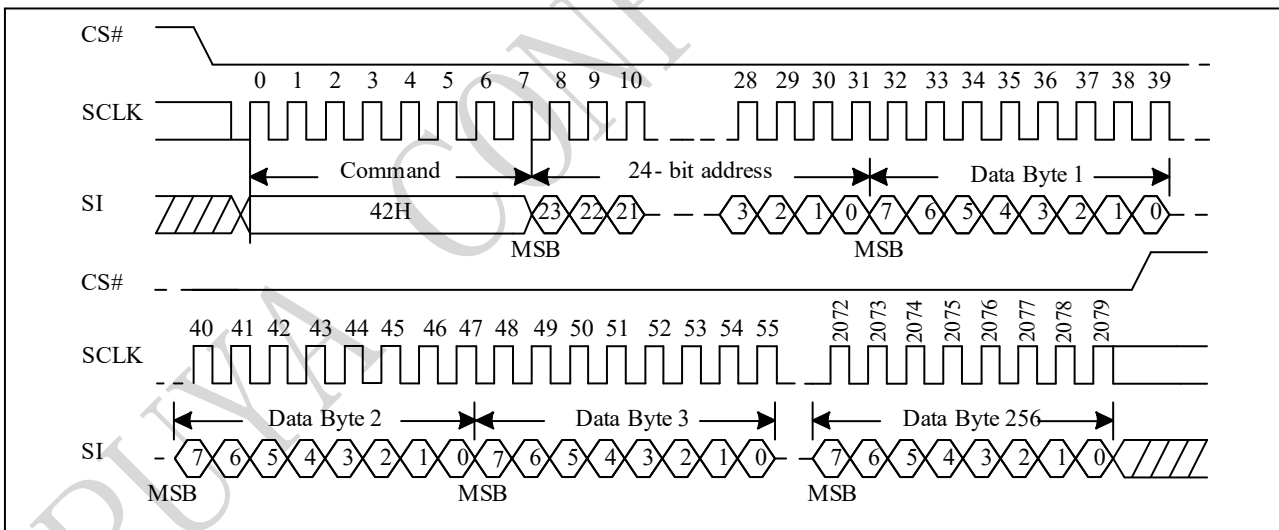 CS#
0 1 2 3 4 5 6 7 8 9 10 28 29 30 31 32 33 34 35 36 37 38 39
SCLK
Command 24- bit address Data Byte 1
SI 42H 23 22 21 3 2 1 0 7 6 5 4 3 2 1 0
MSB MSB
CS#
40 41 42 43 44 45 46 47 48 49 50 51 52 53 54 55 2072 2073 2074 2075 2076 2077 2078 2079
SCLK
Data Byte 2 Data Byte 3 Data Byte 256
SI 7 6 5 4 3 2 1 0 7 6 5 4 3 2 1 0 7 6 5 4 3 2 1 0
MSB MSB MSB
PUYA